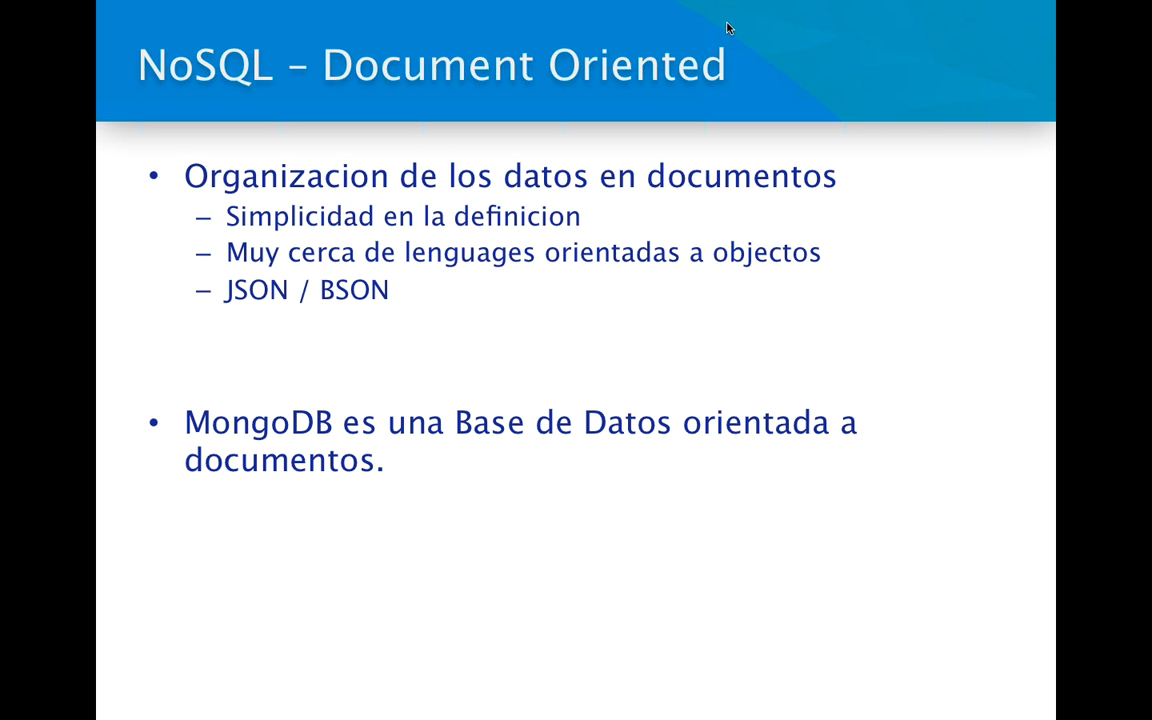 NoSQL – Document Oriented
• Organizacion de los datos en documentos
– Simplicidad en la definicion
– Muy cerca de lenguages orientadas a objectos
– JSON / BSON
• MongoDB es una Base de Datos orientada a
documentos.